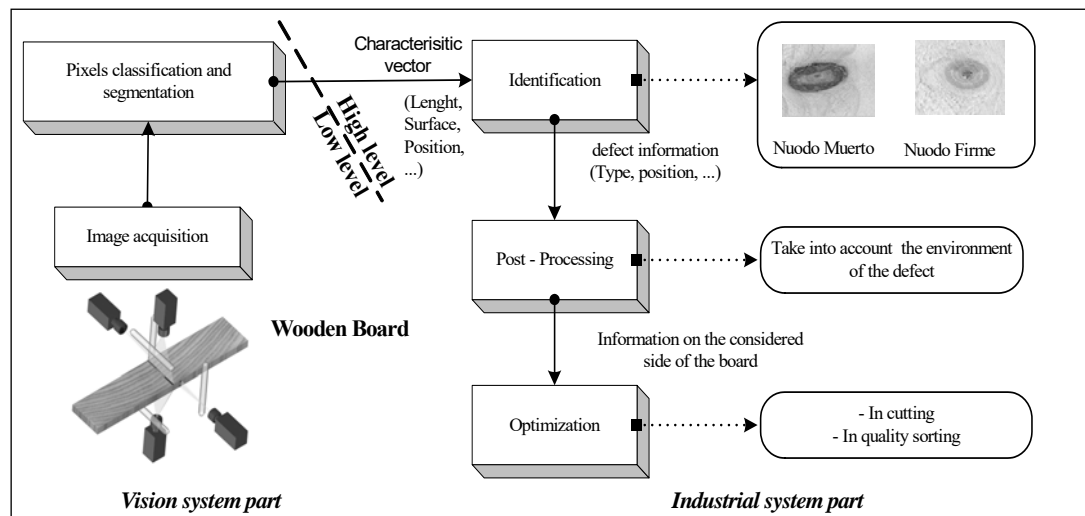 Pixels classification and
segmentation
Characterisitic
vector
(Lenght,
Surface,
Position,
...)
High level
Low level
Identification
Nuodo Muerto
Nuodo Firme
defect information
(Type, position, ...)
Image acquisition
Post - Processing
Take into account the environment
of the defect
Wooden Board
Information on the considered
side of the board
Optimization
- In cutting
- In quality sorting
Vision system part
Industrial system part